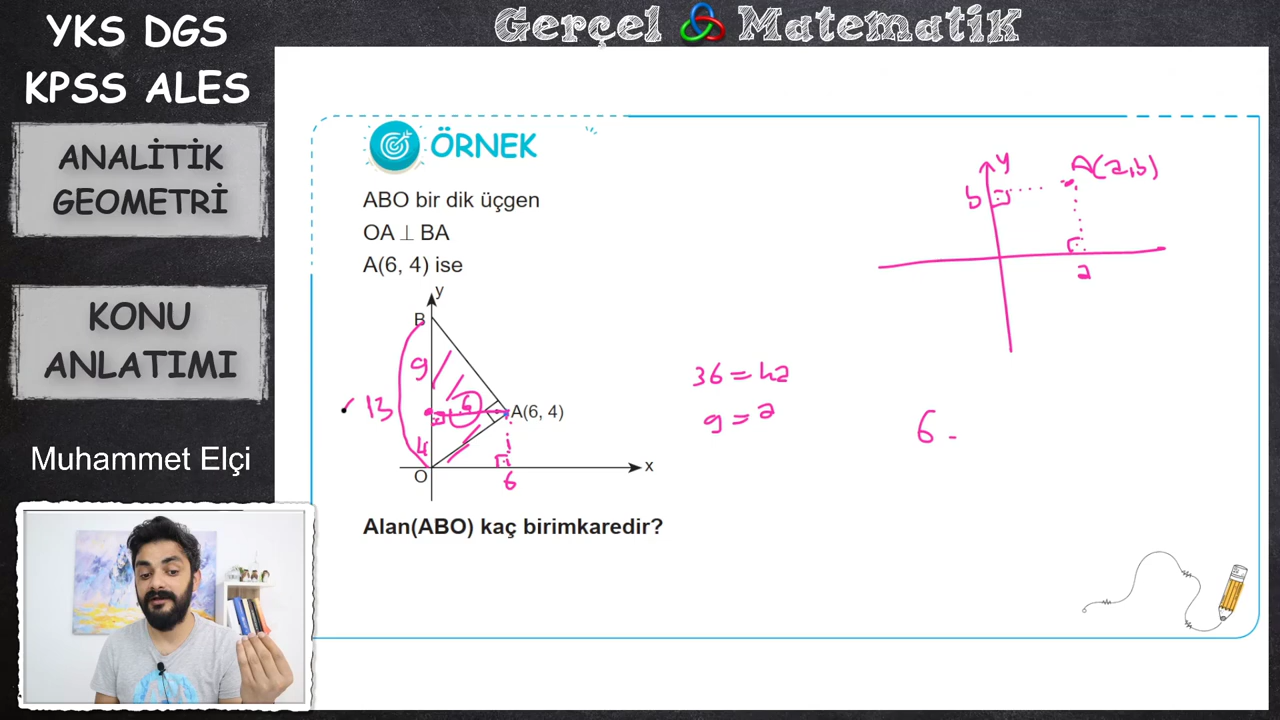 YKS DGS
KPSS ALES
ANALİTİK
GEOMETRİ
KONU
ANLATIMI
Muhammet Elçi
Gerçel Matematik
ÖRNEK
ABO bir dik üçgen
OA ⊥ BA
A(6, 4) ise
y
B
9
13
6
A(6, 4)
4
O
6
x
y
A(a,b)
b
a
36 = 4a
9 = a
6 -
Alan(ABO) kaç birimkaredir?